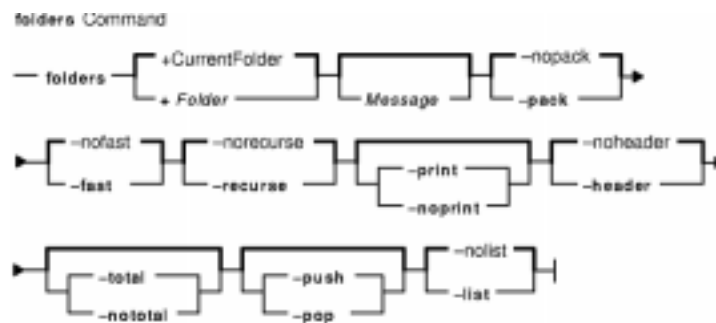 folders Command
+CurrentFolder
–nopack
folders
+ Folder
Message
–pack
–nofast
–norecurse
–noheader
–print
–fast
–recurse
–header
–noprint
–nolist
–total
–push
–list
–nototal
–pop